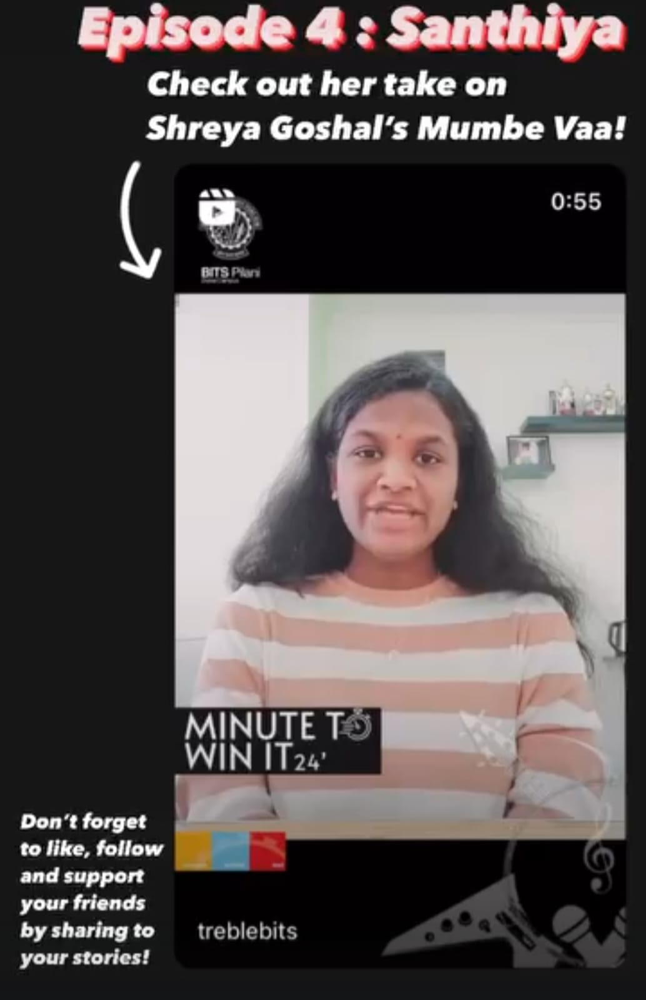 Episode 4 : Santhiya
Check out her take on
Shreya Goshal's Mumbe Vaa!
0:55
BITS Pilani
MINUTE TO
WIN IT 24'
Don't forget
to like, follow
and support
your friends
by sharing to
your stories!
treblebits